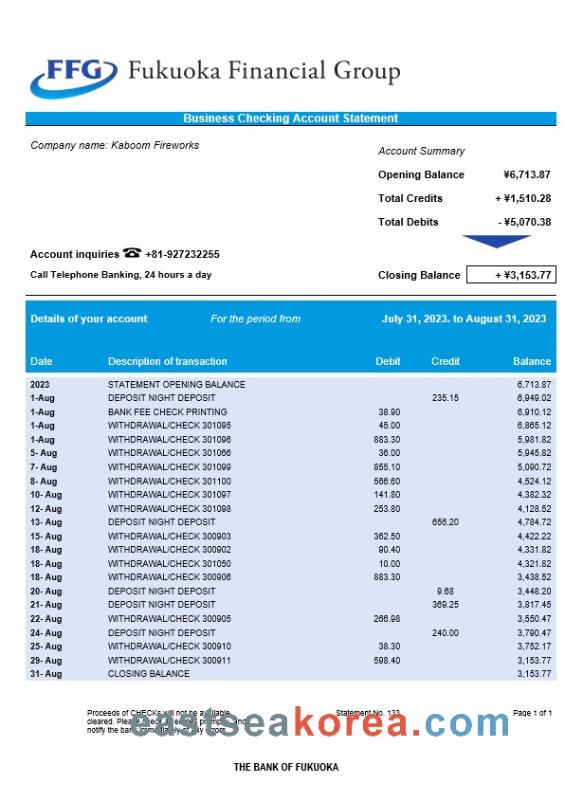 FFG Fukuoka Financial Group
Business Checking Account Statement
Company name: Kaboom Fireworks
Account Summary
Opening Balance ¥6,713.87
Total Credits + ¥1,510.28
Total Debits - ¥5,070.38
Account inquiries ☎ +81-927232255
Call Telephone Banking, 24 hours a day
Closing Balance + ¥3,153.77
Details of your account For the period from July 31, 2023. to August 31, 2023
Date Description of transaction Debit Credit Balance
2023 STATEMENT OPENING BALANCE 6,713.87
1-Aug DEPOSIT NIGHT DEPOSIT 235.15 6,949.02
1-Aug BANK FEE CHECK PRINTING 38.90 6,910.12
1-Aug WITHDRAWAL/CHECK 301095 45.00 6,865.12
1-Aug WITHDRAWAL/CHECK 301096 883.30 5,981.82
5- Aug WITHDRAWAL/CHECK 301066 36.00 5,945.82
7- Aug WITHDRAWAL/CHECK 301099 855.10 5,090.72
8- Aug WITHDRAWAL/CHECK 301100 566.60 4,524.12
10- Aug WITHDRAWAL/CHECK 301097 141.80 4,382.32
12- Aug WITHDRAWAL/CHECK 301098 253.80 4,128.52
13- Aug DEPOSIT NIGHT DEPOSIT 656.20 4,784.72
15- Aug WITHDRAWAL/CHECK 300903 362.50 4,422.22
18- Aug WITHDRAWAL/CHECK 300902 90.40 4,331.82
18- Aug WITHDRAWAL/CHECK 301050 10.00 4,321.82
18- Aug WITHDRAWAL/CHECK 300906 883.30 3,438.52
20- Aug DEPOSIT NIGHT DEPOSIT 9.68 3,448.20
21- Aug DEPOSIT NIGHT DEPOSIT 369.25 3,817.45
22- Aug WITHDRAWAL/CHECK 300905 266.98 3,550.47
24- Aug DEPOSIT NIGHT DEPOSIT 240.00 3,790.47
25- Aug WITHDRAWAL/CHECK 300910 38.30 3,752.17
29- Aug WITHDRAWAL/CHECK 300911 598.40 3,153.77
31- Aug CLOSING BALANCE 3,153.77
Proceeds of CHECKs will not be available Statement No. 133 Page 1 of 1
cleared. Please check all entries promptly and
notify the bank immediately of any errors.
eastseakorea.com
THE BANK OF FUKUOKA